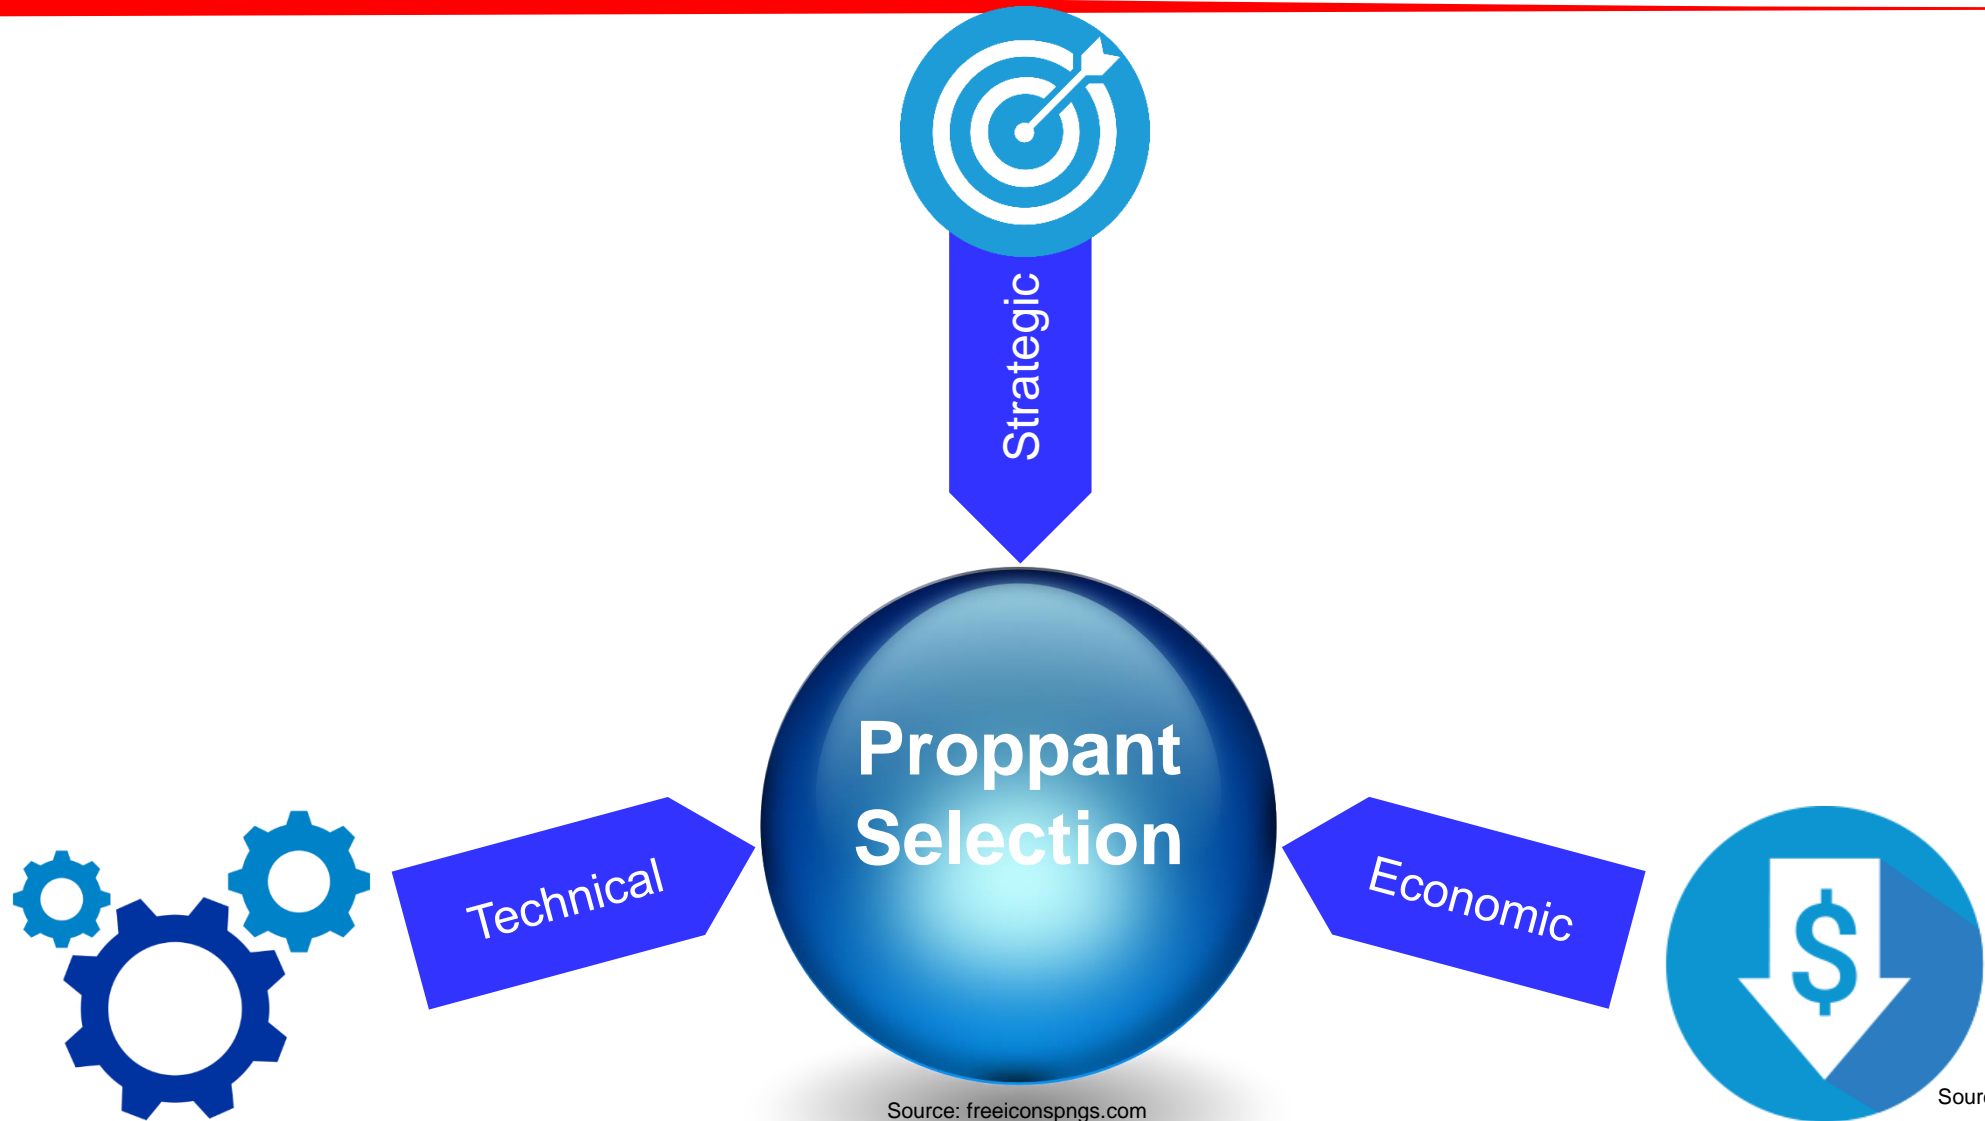 Strategic
Proppant
Selection
Technical
Economic
$
Source: freeiconspngs.com